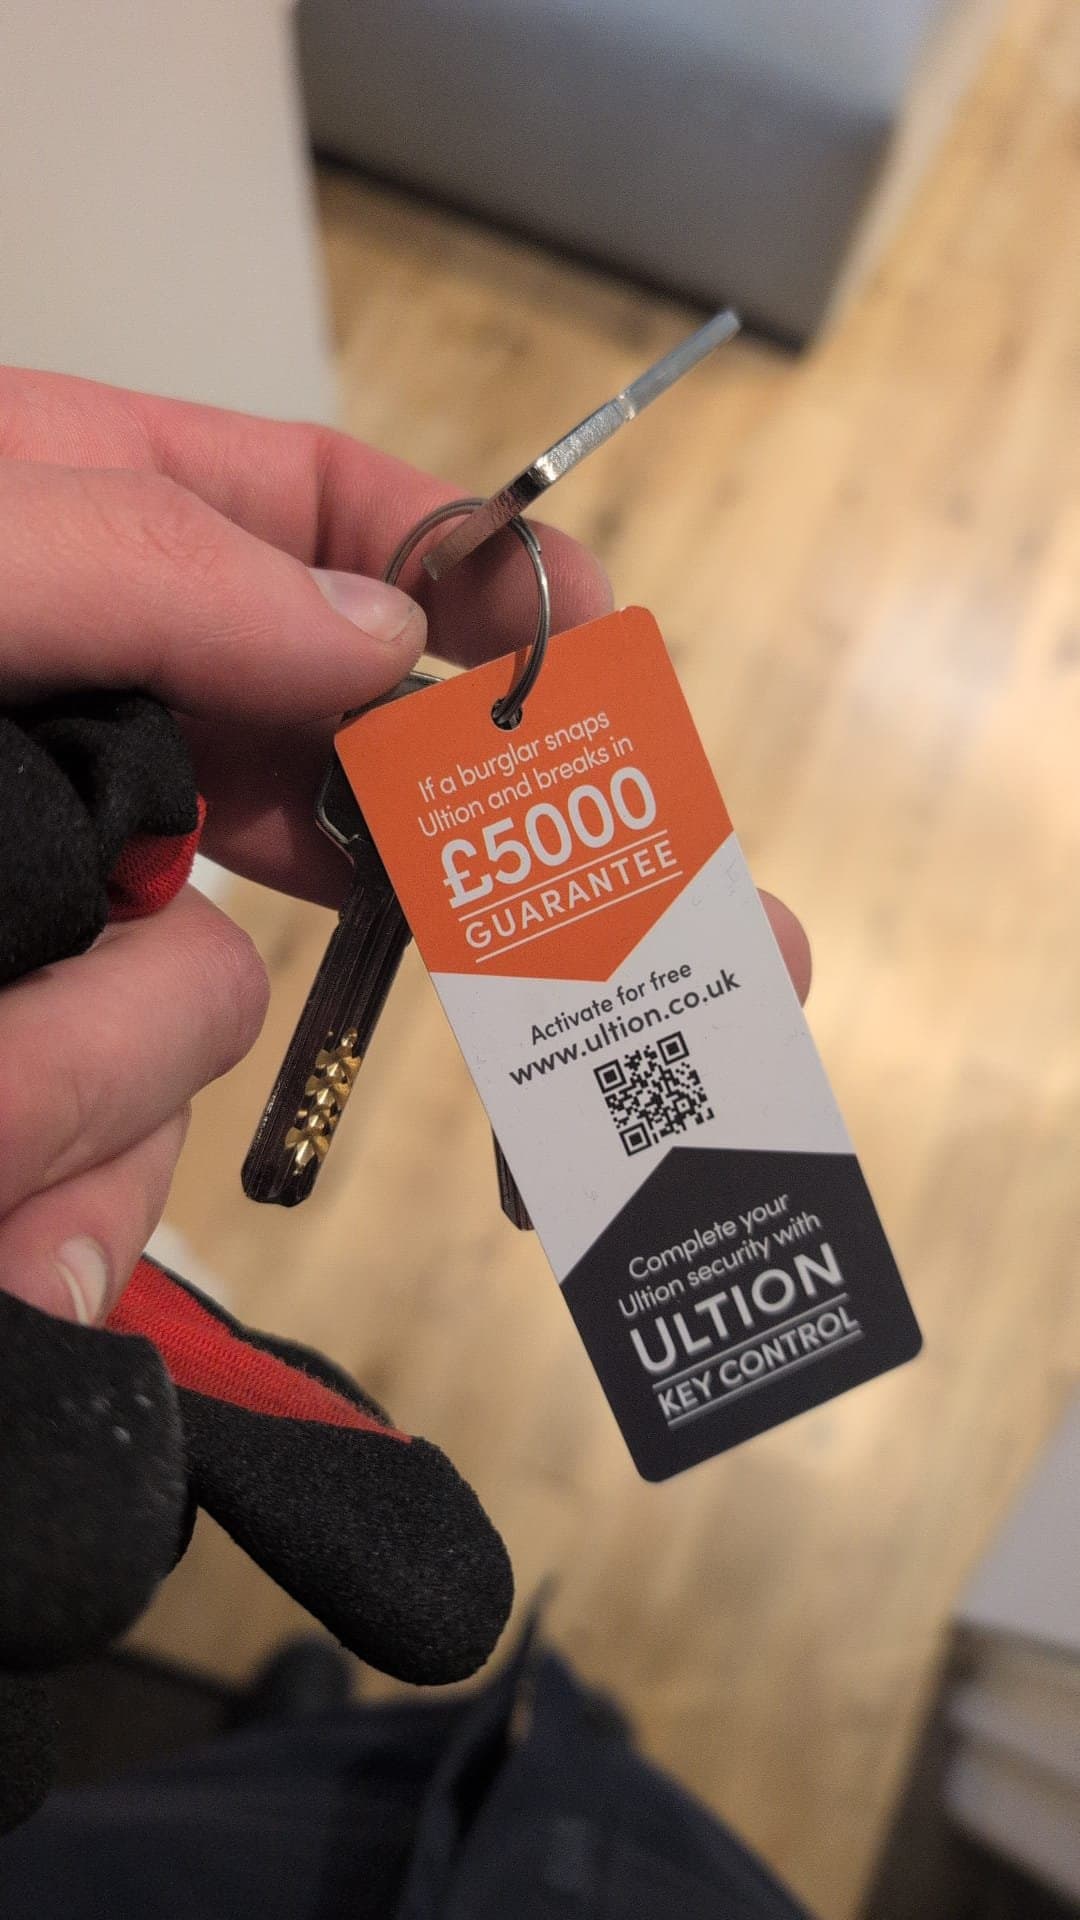 If a burglar snaps
Ultion and breaks in
£5000
GUARANTEE
Activate for free
www.ultion.co.uk
Complete your
Ultion security with
ULTION
KEY CONTROL